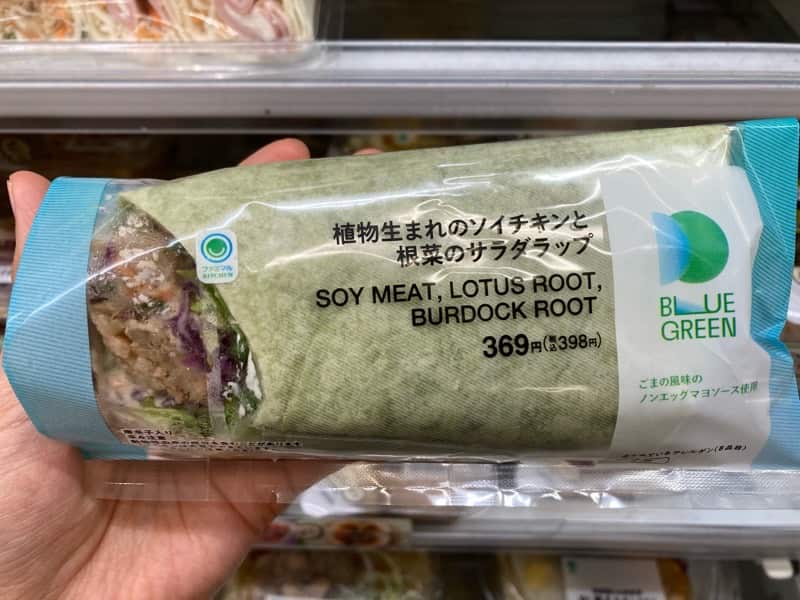 植物生まれのソイチキンと
根菜のサラダラップ
SOY MEAT, LOTUS ROOT,
BURDOCK ROOT
369円(税込398円)
ファミマル
KITCHEN
BLUE
GREEN
ごまの風味の
ノンエッグマヨソース使用